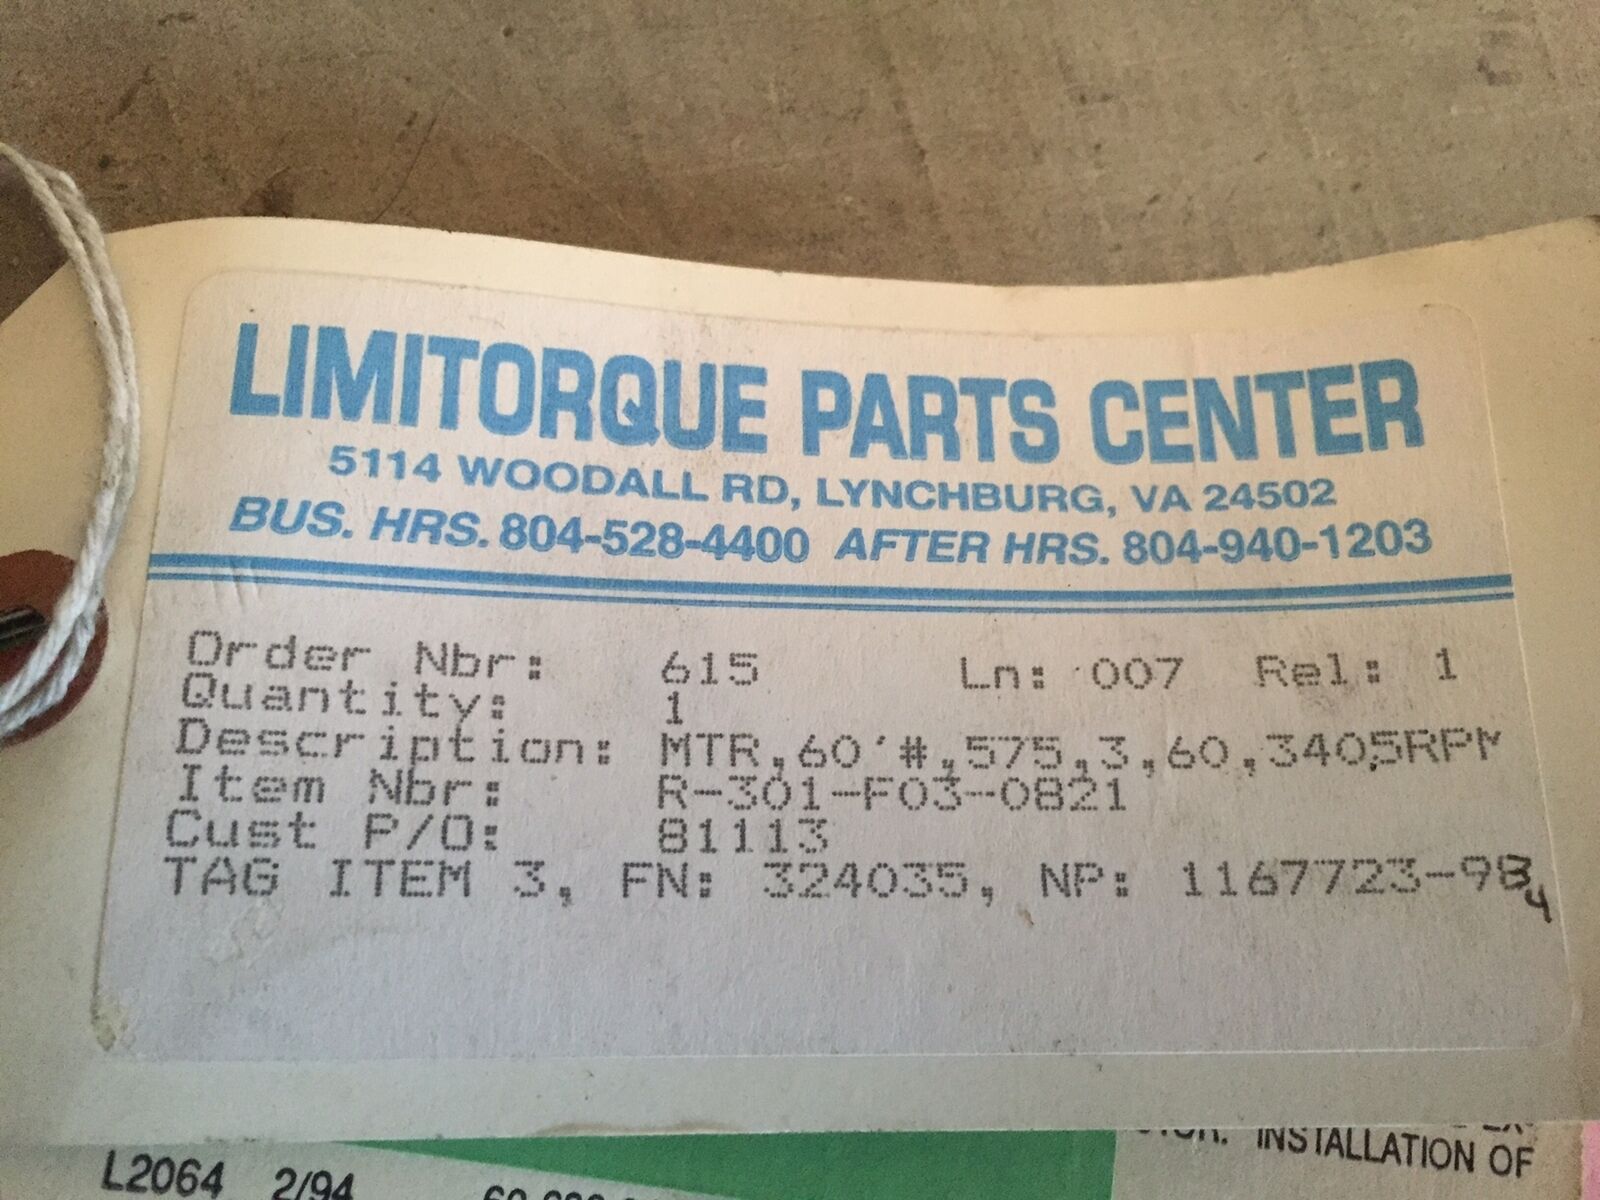 LIMITORQUE PARTS CENTER
5114 WOODALL RD, LYNCHBURG, VA 24502
BUS. HRS. 804-528-4400 AFTER HRS. 804-940-1203
Order Nbr: 615 Ln: 007 Rel: 1
Quantity: 1
Description: MTR,60'#,575,3,60,3405RPM
Item Nbr: R-301-F03-0821
Cust P/O: 81113
TAG ITEM 3, FN: 324035, NP: 1167723-98
4
INSTALLATION OF
L2064 2/94